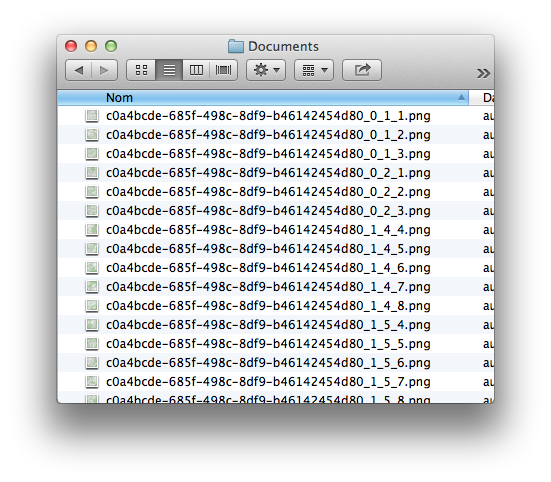 Documents
Nom
Da
c0a4bcde-685f-498c-8df9-b46142454d80_0_1_1.png au
c0a4bcde-685f-498c-8df9-b46142454d80_0_1_2.png au
c0a4bcde-685f-498c-8df9-b46142454d80_0_1_3.png au
c0a4bcde-685f-498c-8df9-b46142454d80_0_2_1.png au
c0a4bcde-685f-498c-8df9-b46142454d80_0_2_2.png au
c0a4bcde-685f-498c-8df9-b46142454d80_0_2_3.png au
c0a4bcde-685f-498c-8df9-b46142454d80_1_4_4.png au
c0a4bcde-685f-498c-8df9-b46142454d80_1_4_5.png au
c0a4bcde-685f-498c-8df9-b46142454d80_1_4_6.png au
c0a4bcde-685f-498c-8df9-b46142454d80_1_4_7.png au
c0a4bcde-685f-498c-8df9-b46142454d80_1_4_8.png au
c0a4bcde-685f-498c-8df9-b46142454d80_1_5_4.png au
c0a4bcde-685f-498c-8df9-b46142454d80_1_5_5.png au
c0a4bcde-685f-498c-8df9-b46142454d80_1_5_6.png au
c0a4bcde-685f-498c-8df9-b46142454d80_1_5_7.png au
c0a4bcde-685f-498c-8df9-b46142454d80_1_5_8.png au